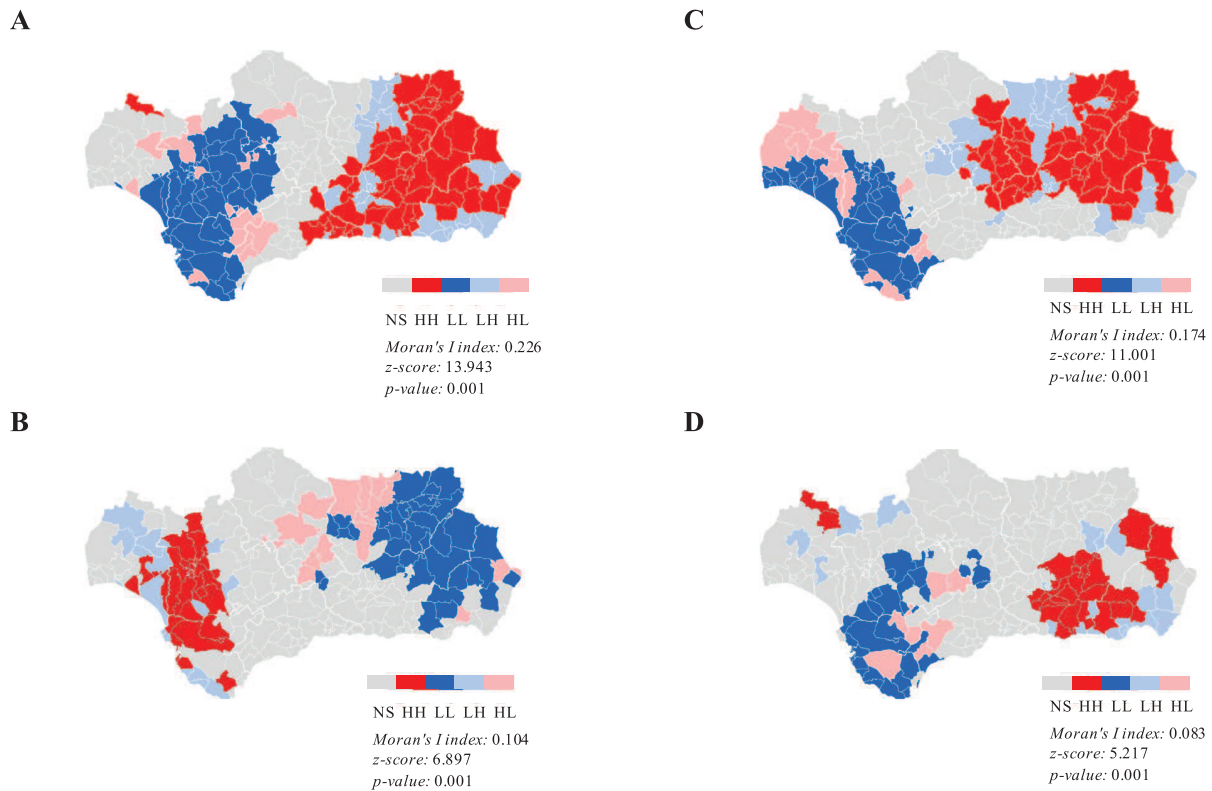 A
NS HH LL LH HL
Moran's I index: 0.226
z-score: 13.943
p-value: 0.001
C
NS HH LL LH HL
Moran's I index: 0.174
z-score: 11.001
p-value: 0.001
B
NS HH LL LH HL
Moran's I index: 0.104
z-score: 6.897
p-value: 0.001
D
NS HH LL LH HL
Moran's I index: 0.083
z-score: 5.217
p-value: 0.001